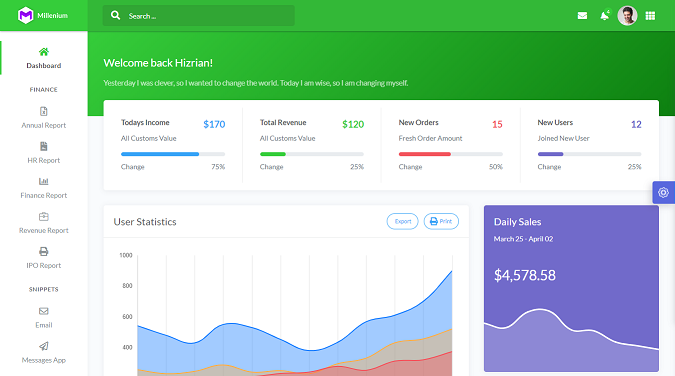 Millenium
Search ...
4
Dashboard
FINANCE
Annual Report
HR Report
Finance Report
Revenue Report
IPO Report
SNIPPETS
Email
Messages App
Welcome back Hizrian!
Yesterday I was clever, so I wanted to change the world. Today I am wise, so I am changing myself.
Todays Income $170
All Customs Value
Change 75%
Total Revenue $120
All Customs Value
Change 25%
New Orders 15
Fresh Order Amount
Change 50%
New Users 12
Joined New User
Change 25%
User Statistics
Export
Print
1000
800
600
400
Daily Sales
March 25 - April 02
$4,578.58